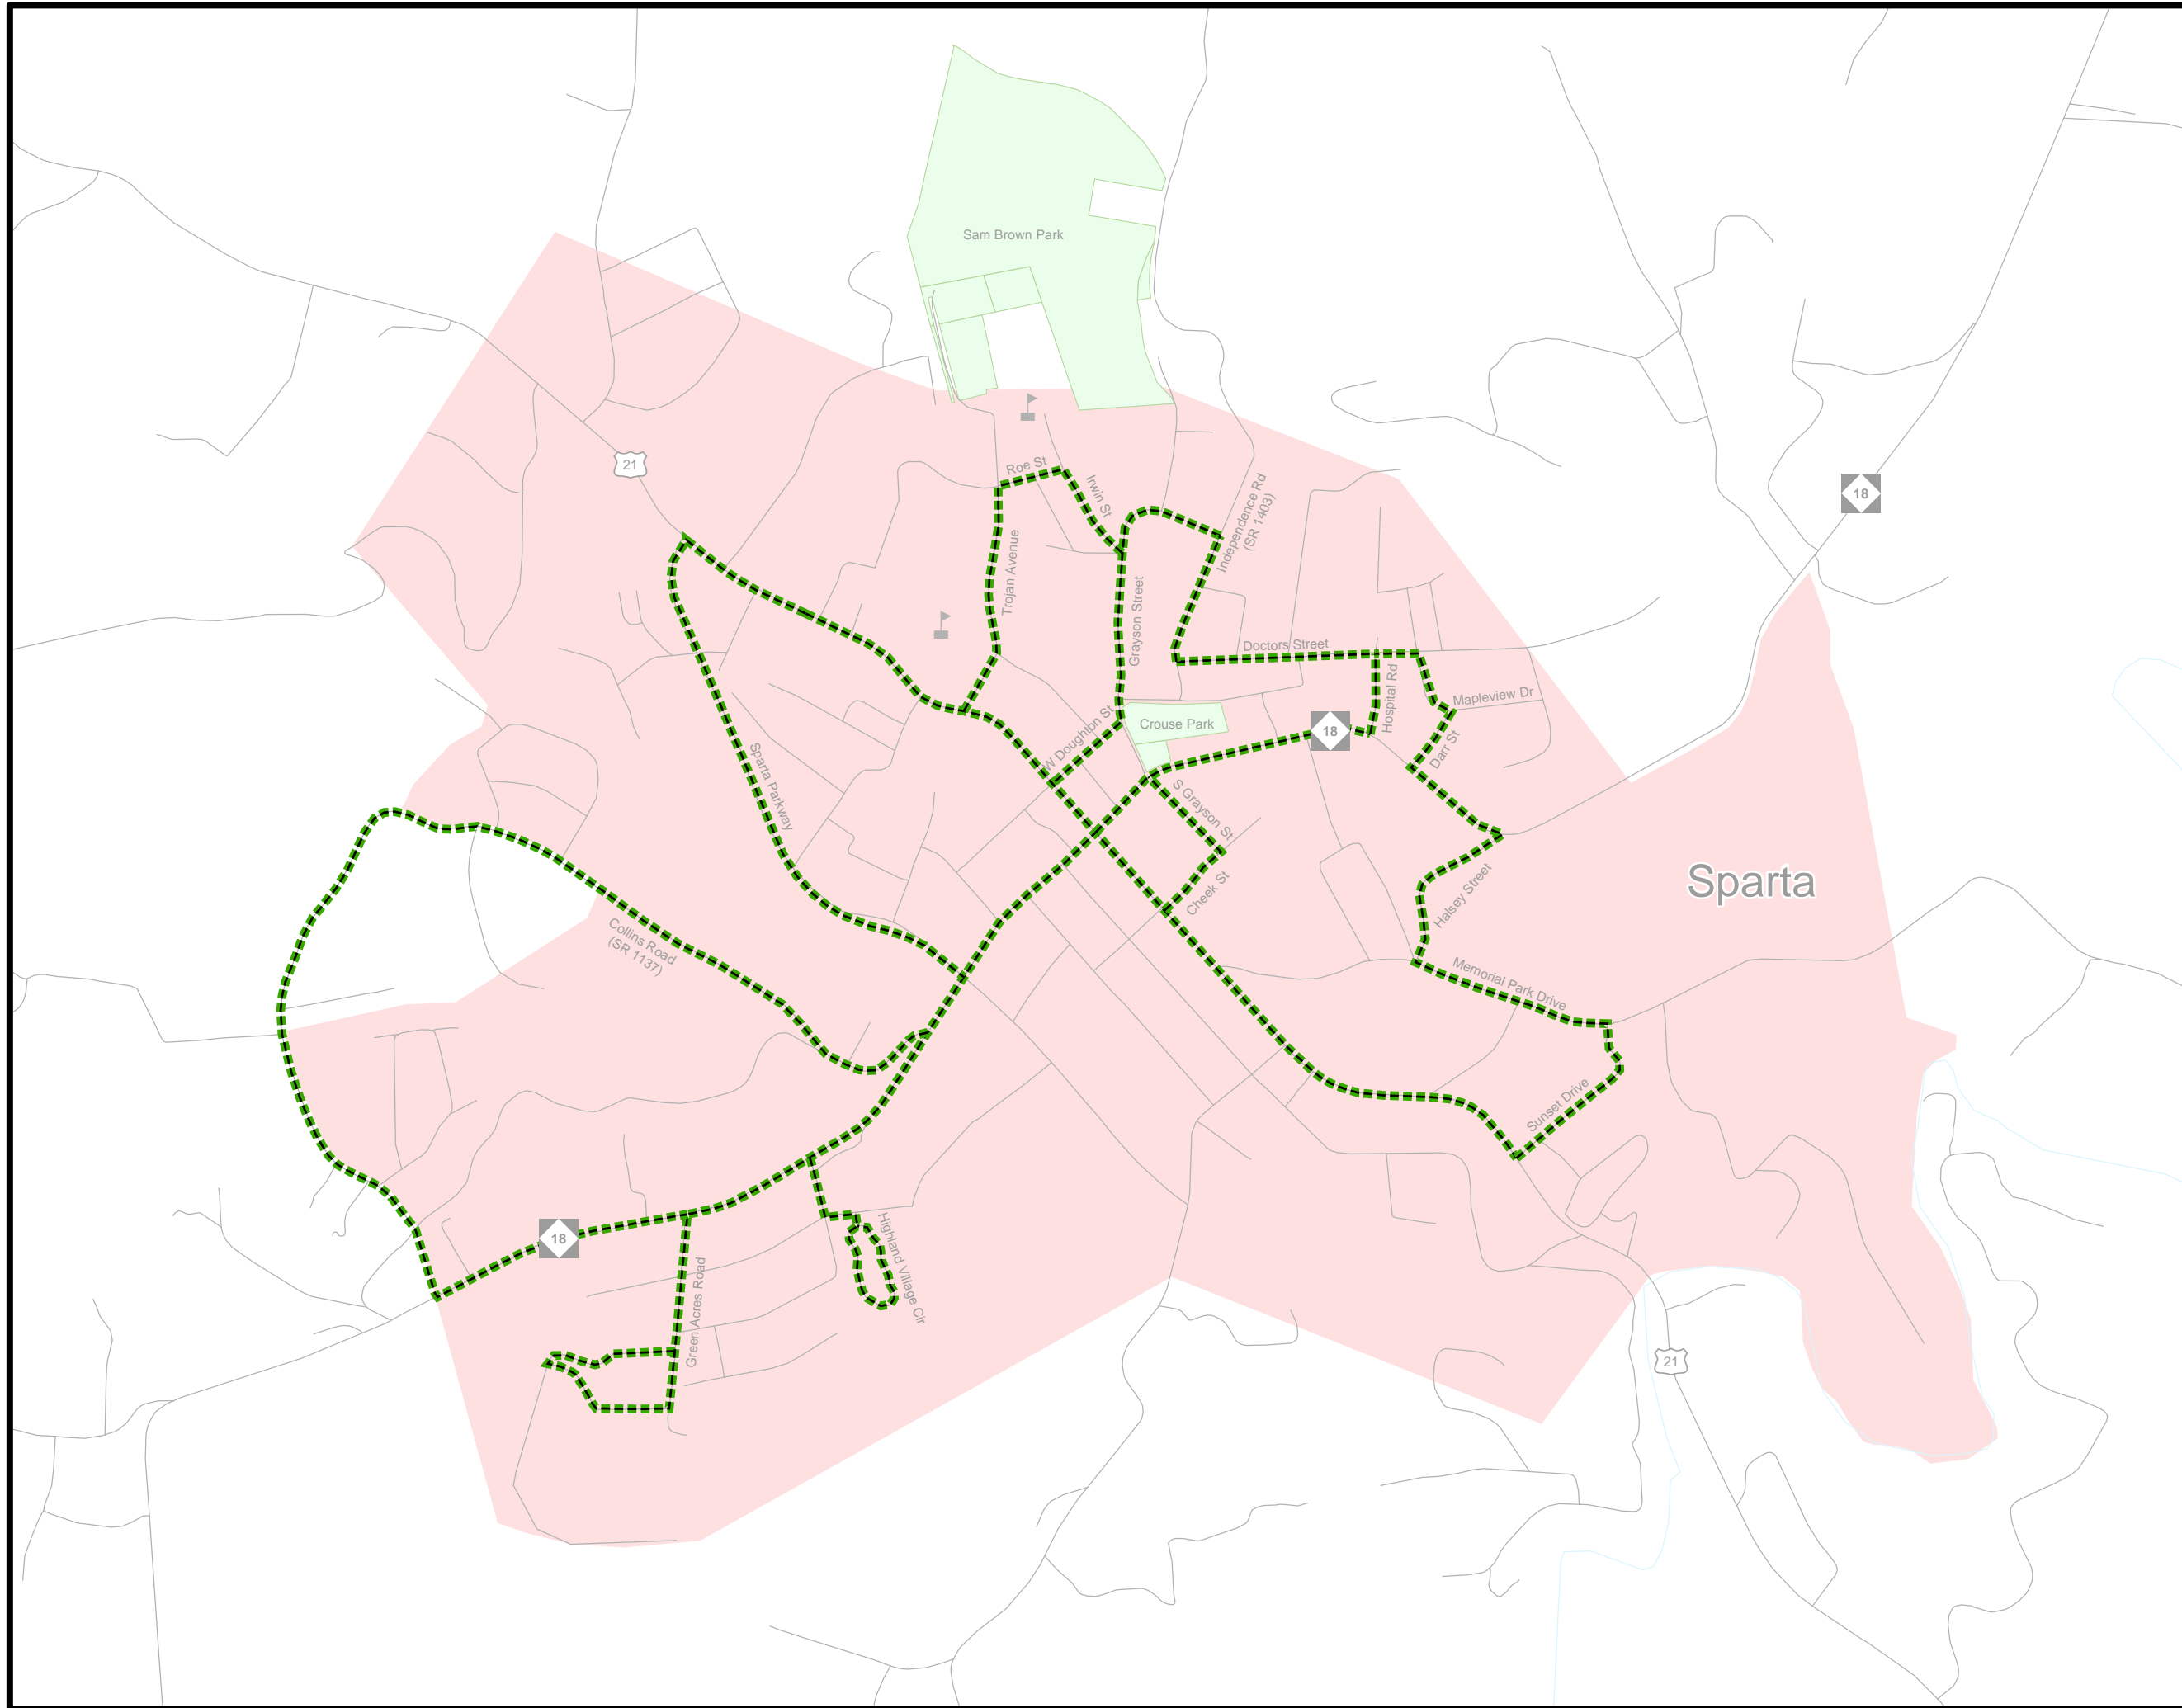 Sam Brown Park
21
Roe St
Irwin St
Independence Rd
(SR 1403)
18
Trojan Avenue
Grayson Street
Doctors Street
Hospital Rd
Mapleview Dr
W Doughton St
Crouse Park
18
Darr St
Sparta Parkway
S Grayson St
Cheek St
Halsey Street
Sparta
Collins Road
(SR 1137)
Memorial Park Drive
Sunset Drive
18
Highland Village Cir
Green Acres Road
21